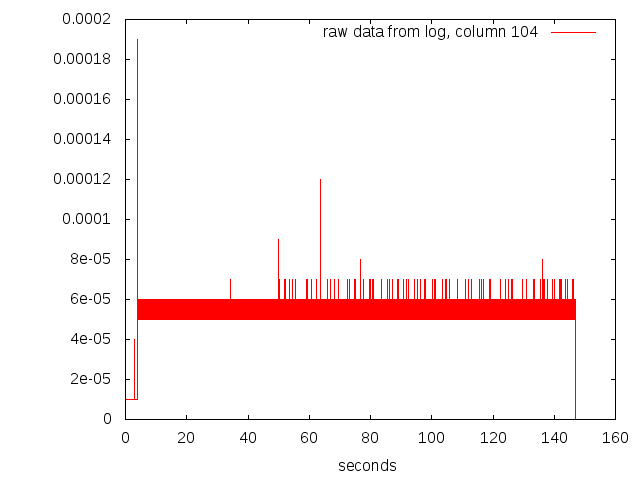 raw data from log, column 104
0.0002
0.00018
0.00016
0.00014
0.00012
0.0001
8e-05
6e-05
4e-05
2e-05
0
0 20 40 60 80 100 120 140 160
seconds